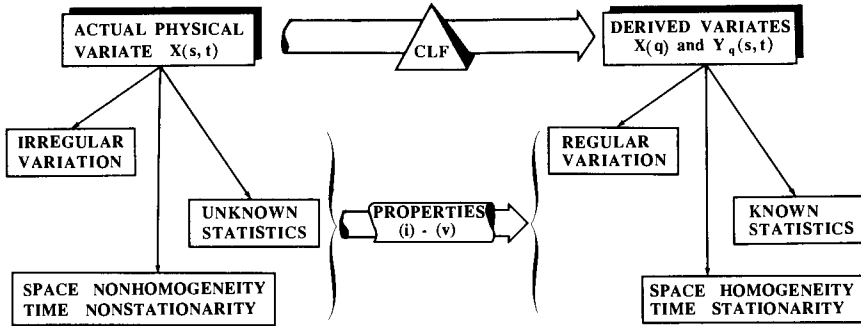 ACTUAL PHYSICAL
VARIATE X(s,t)
CLF
DERIVED VARIATES
X(q) and Y_q(s,t)
IRREGULAR
VARIATION
UNKNOWN
STATISTICS
SPACE NONHOMOGENEITY
TIME NONSTATIONARITY
PROPERTIES
(i) - (v)
REGULAR
VARIATION
KNOWN
STATISTICS
SPACE HOMOGENEITY
TIME STATIONARITY